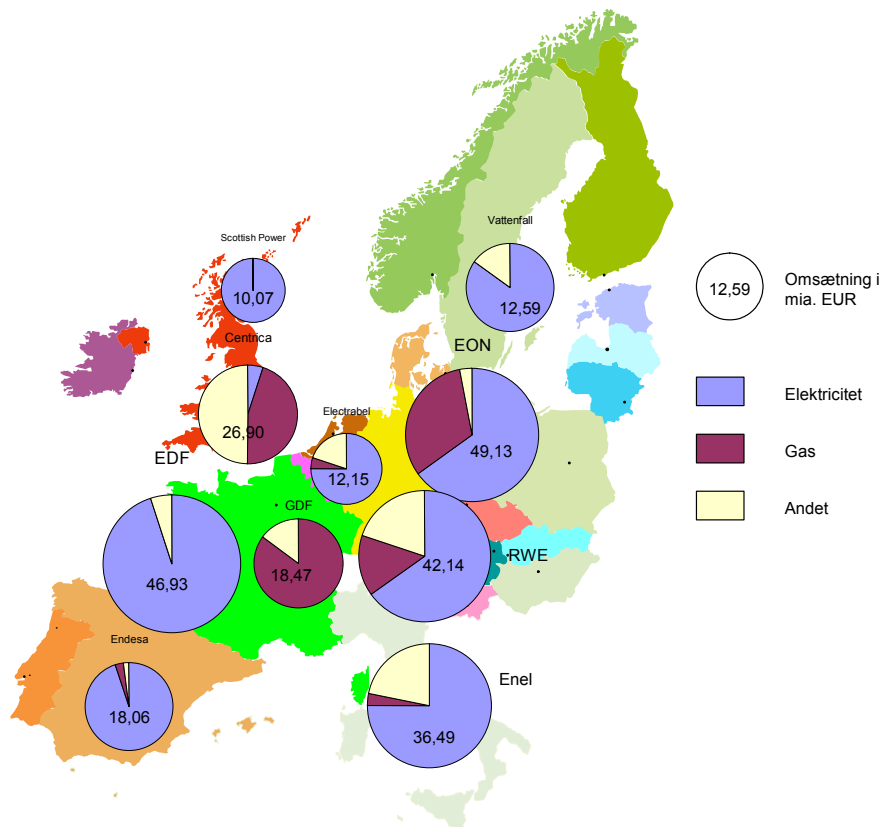 Vattenfall
Scottish Power
10,07
12,59
12,59
Omsætning i
mia. EUR
Centrica
EON
Elektricitet
26,90
Electrabel
49,13
Gas
EDF
12,15
GDF
Andet
46,93
18,47
42,14
RWE
Endesa
18,06
Enel
36,49